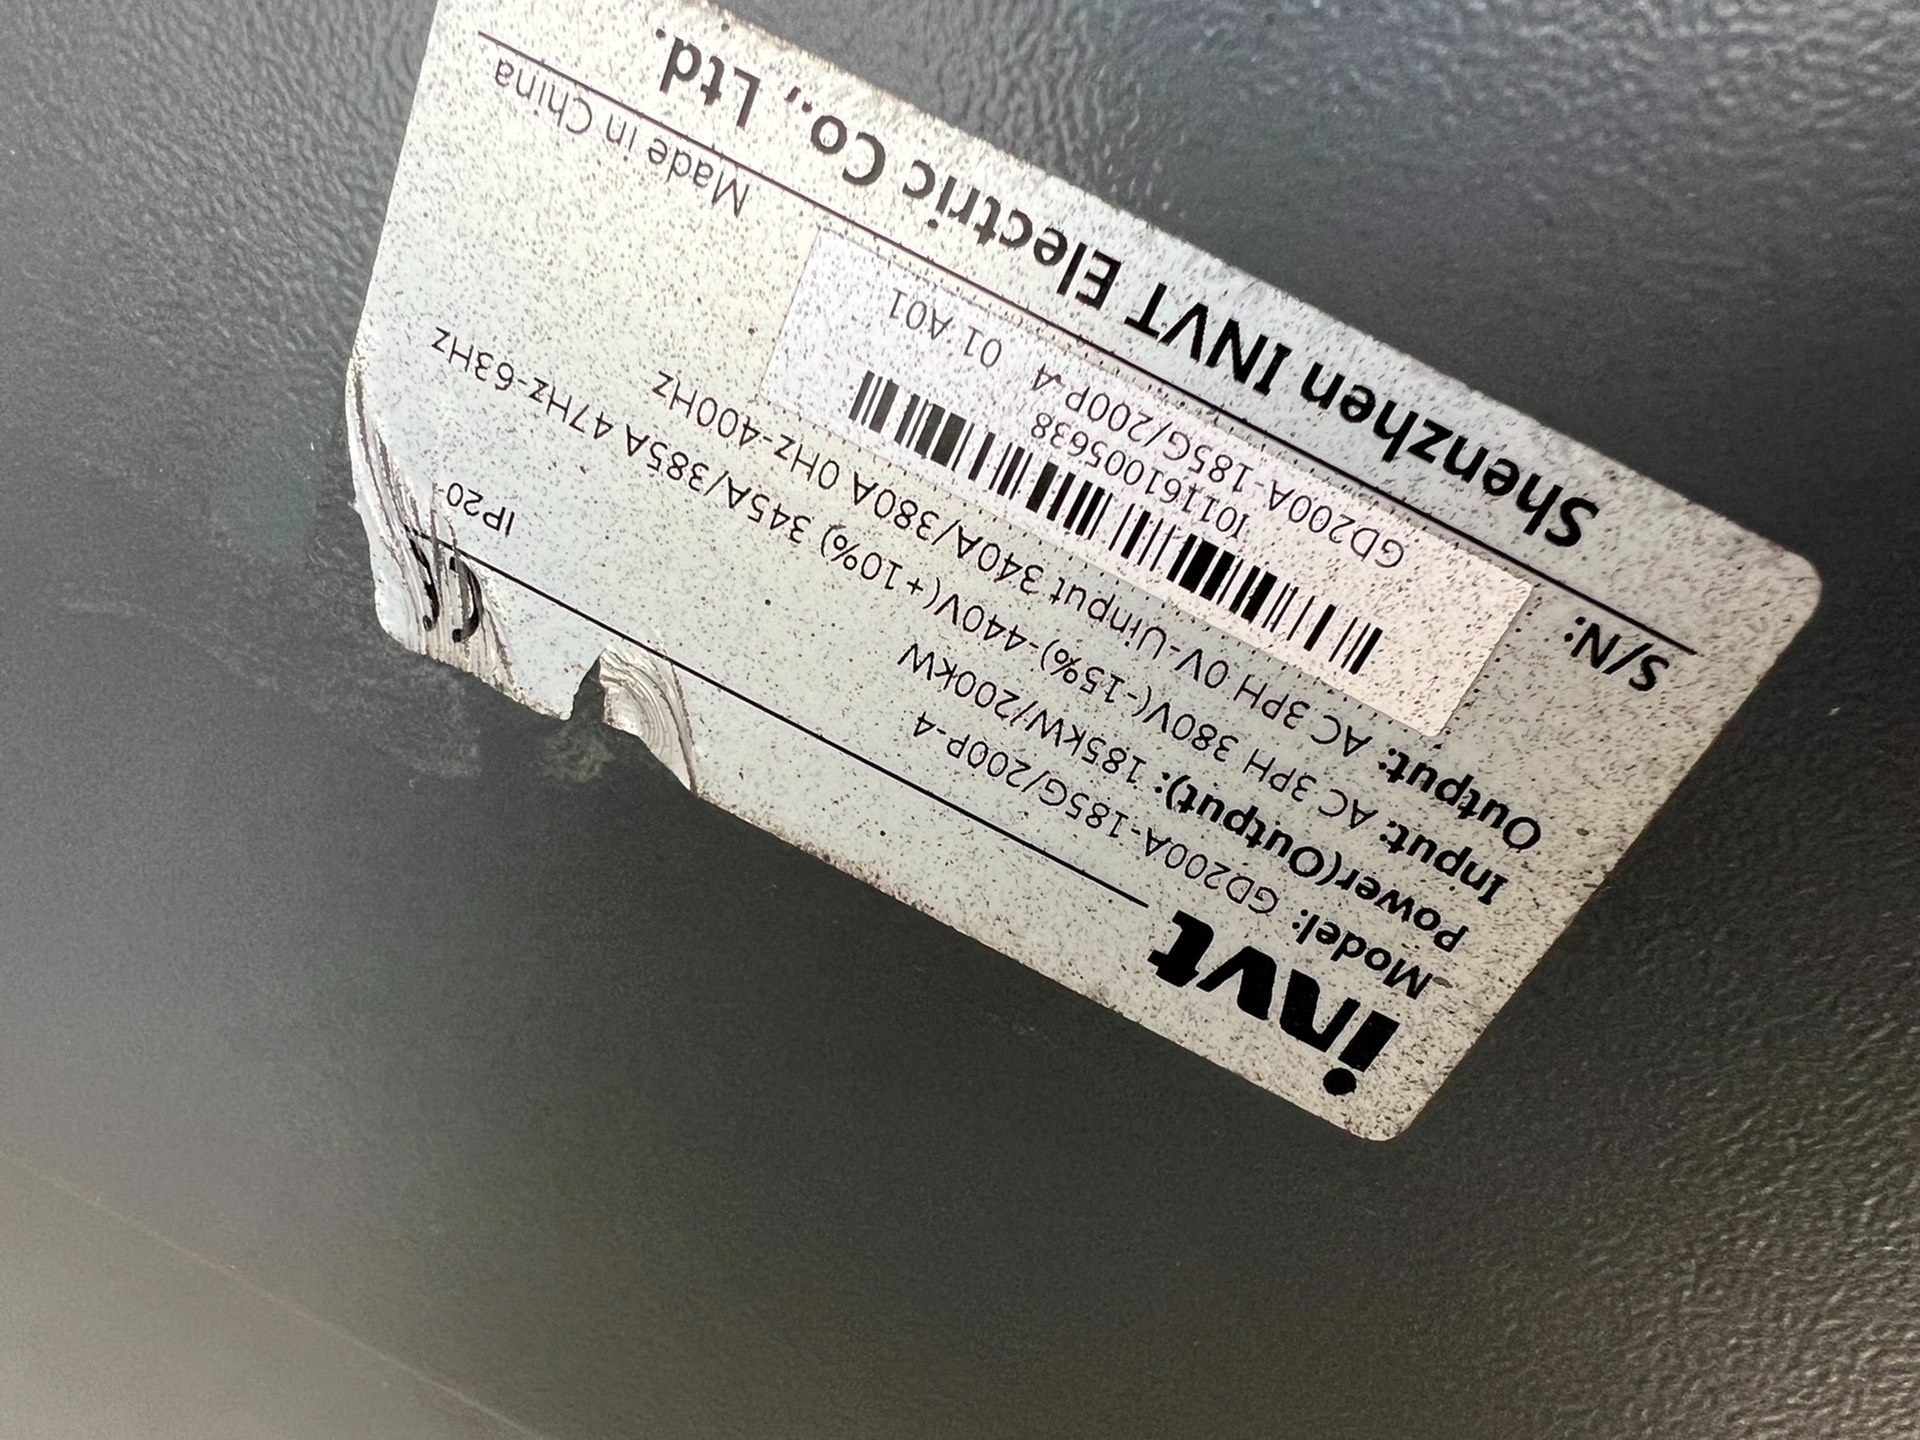 invt
CE
Model: GD200A-185G/200P-4
IP20
Power(Output): 185kW/200kW
Input: AC 3PH 380V(-15%)-440V(+10%) 345A/385A 47Hz-63Hz
Output: AC 3PH 0V-Uinput 340A/380A 0Hz-400Hz
S/N:
I01161005638
GD200A-185G/200P-4 01 A01
Made in China
Shenzhen INVT Electric Co., Ltd.